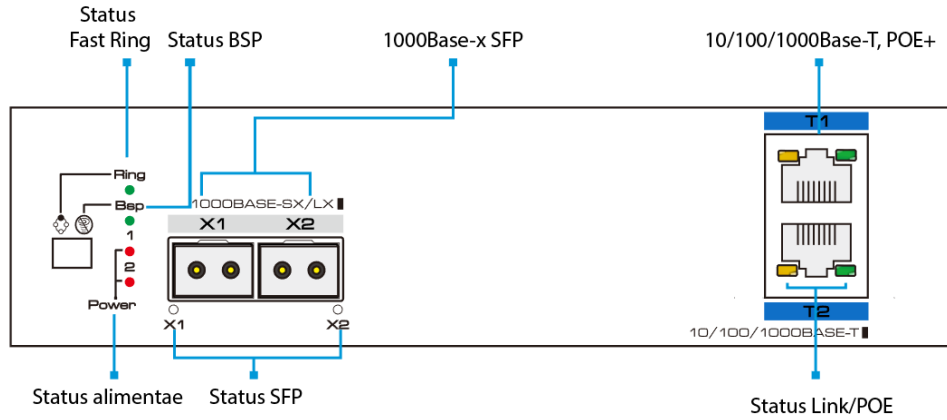 Status
Fast Ring
Status BSP
1000Base-x SFP
10/100/1000Base-T, POE+
T1
Ring
Bsp
1000BASE-SX/LX
X1 X2
1
2
Power
X1 X2
T2
10/100/1000BASE-T
Status alimentae
Status SFP
Status Link/POE